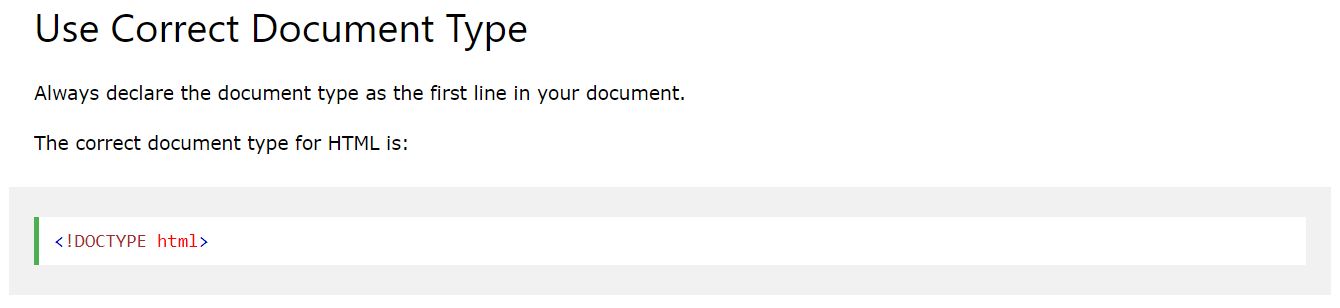 Use Correct Document Type
Always declare the document type as the first line in your document.
The correct document type for HTML is:
<!DOCTYPE html>